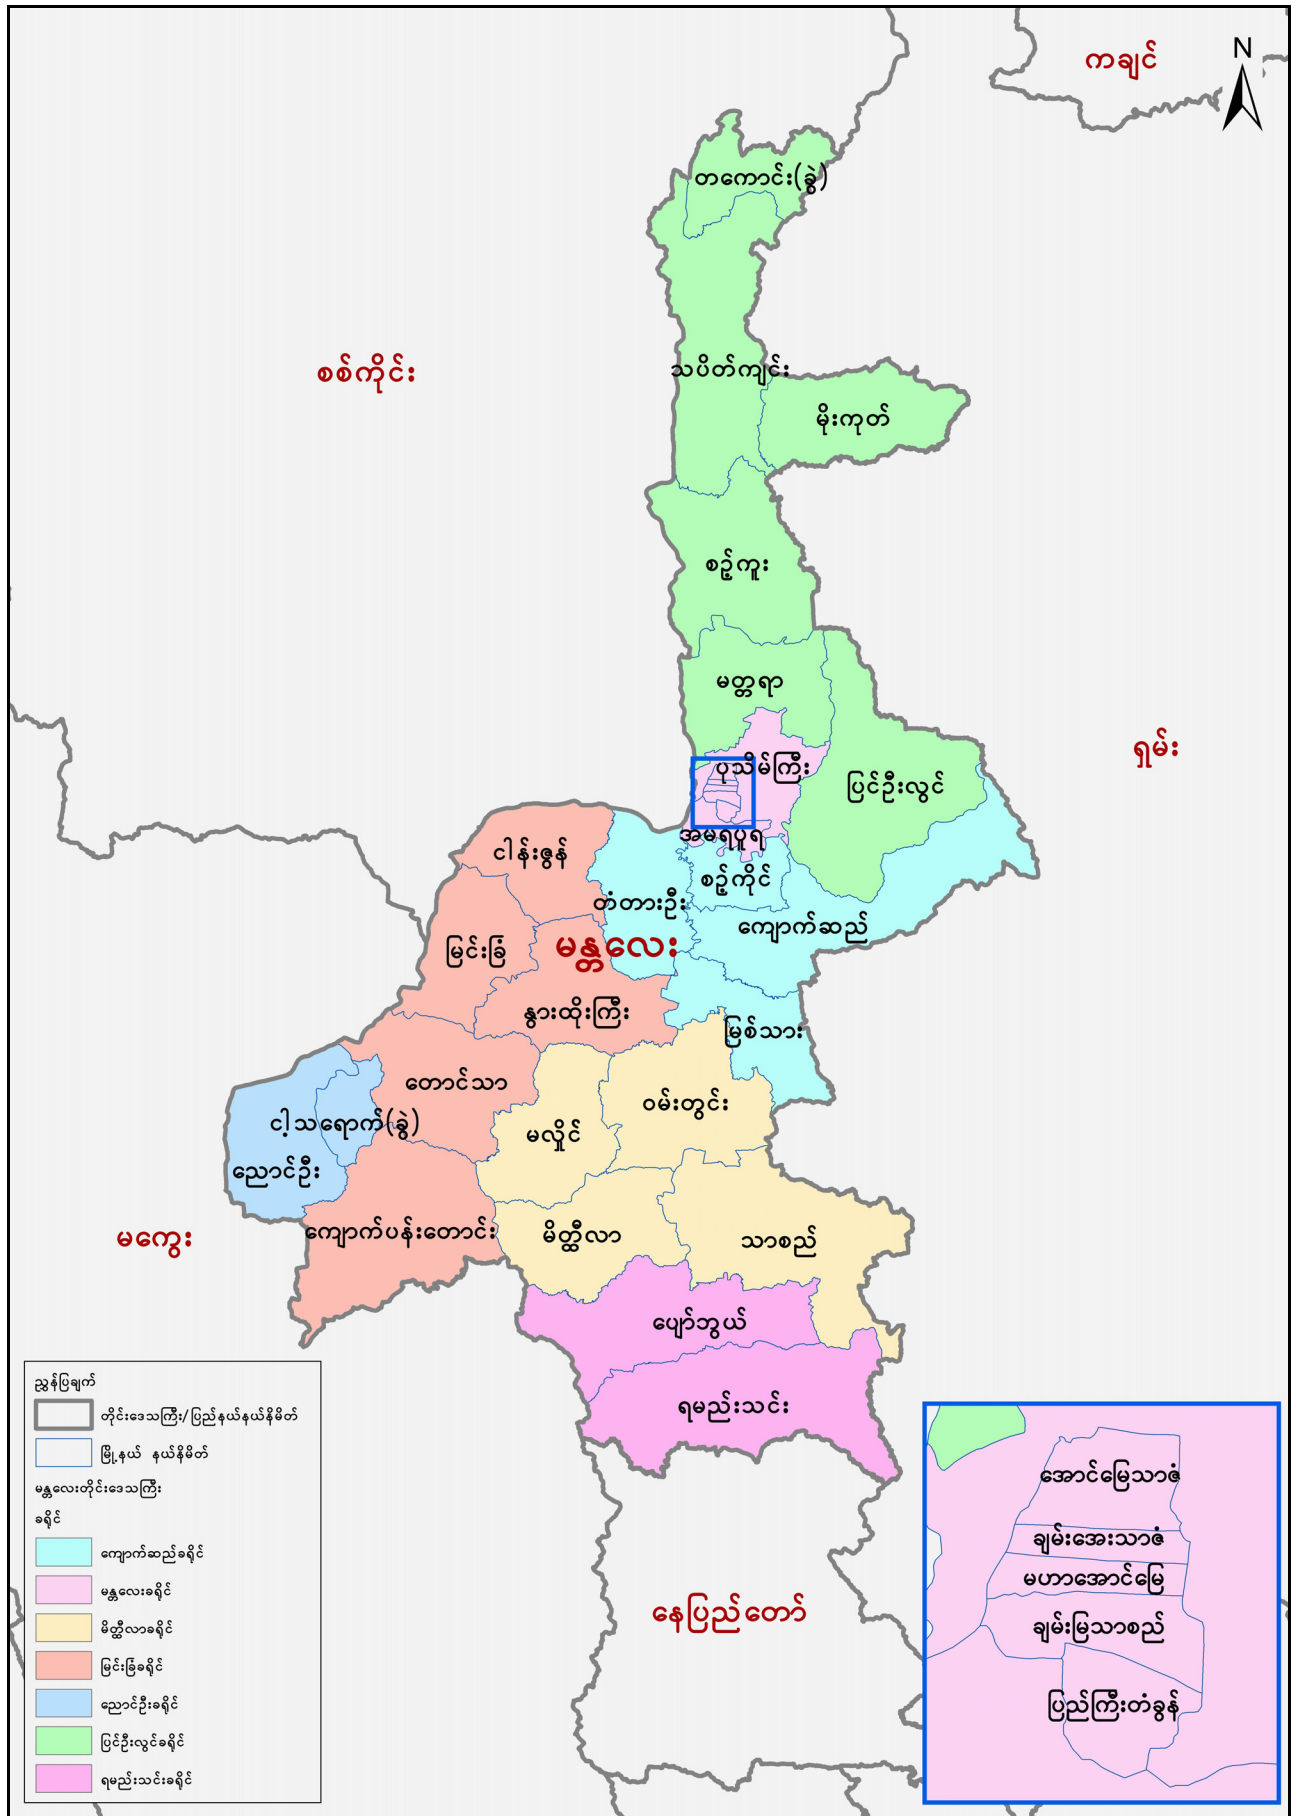 ကချင်
N
တကောင်း(ခွဲ)
စစ်ကိုင်း
သပိတ်ကျင်း
မိုးကုတ်
စဉ့်ကူး
မတ္တရာ
ရှမ်း
ပုသိမ်ကြီး
ပြင်ဦးလွင်
အမရပူရ
ငါန်းဇွန်
စဉ့်ကိုင်
တံတားဦး
ကျောက်ဆည်
မြင်းခြံ
မန္တလေး
နွားထိုးကြီး
မြစ်သား
တောင်သာ
ဝမ်းတွင်း
ငါ့သရောက်(ခွဲ)
မလှိုင်
ညောင်ဦး
မကွေး
ကျောက်ပန်းတောင်း
မိတ္ထီလာ
သာစည်
ပျော်ဘွယ်
ရမည်းသင်း
နေပြည်တော်
ညွှန်ပြချက်
တိုင်းဒေသကြီး/ပြည်နယ်နယ်နိမိတ်
မြို့နယ် နယ်နိမိတ်
မန္တလေးတိုင်းဒေသကြီး
ခရိုင်
ကျောက်ဆည်ခရိုင်
မန္တလေးခရိုင်
မိတ္ထီလာခရိုင်
မြင်းခြံခရိုင်
ညောင်ဦးခရိုင်
ပြင်ဦးလွင်ခရိုင်
ရမည်းသင်းခရိုင်
အောင်မြေသာဇံ
ချမ်းအေးသာဇံ
မဟာအောင်မြေ
ချမ်းမြသာစည်
ပြည်ကြီးတံခွန်